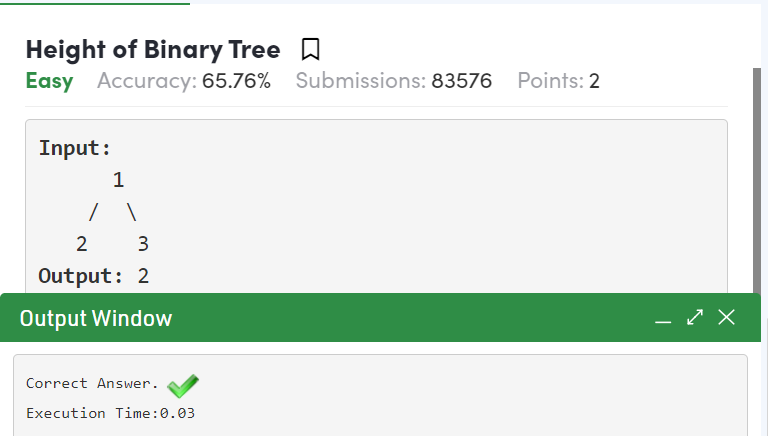 Height of Binary Tree
Easy Accuracy: 65.76% Submissions: 83576 Points: 2
Input:
1
/ \
2 3
Output: 2
Output Window
Correct Answer.
Execution Time:0.03